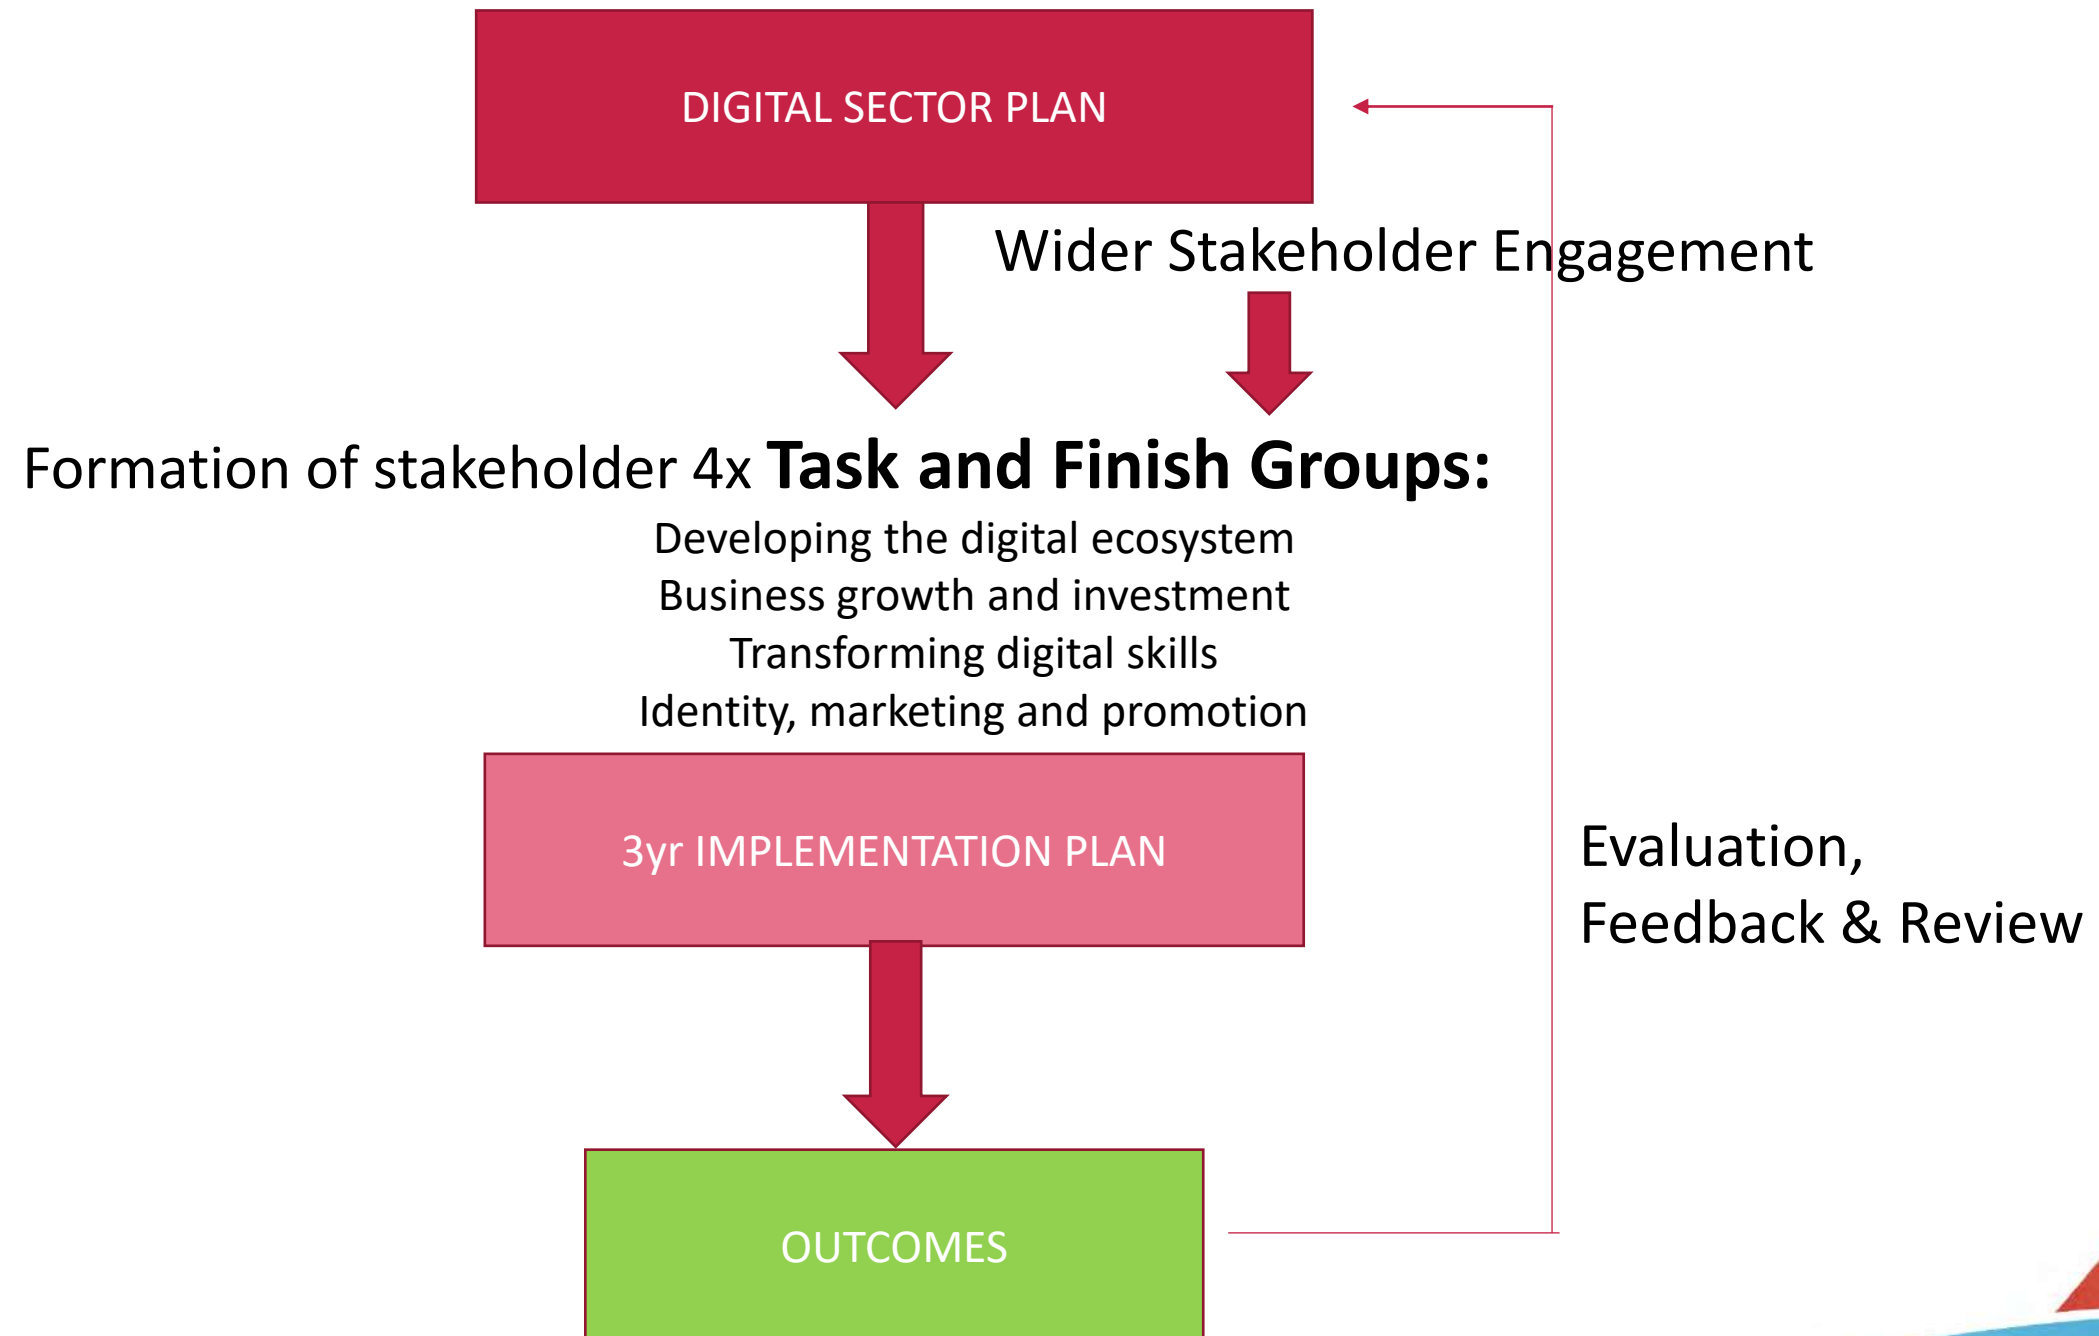 DIGITAL SECTOR PLAN
Wider Stakeholder Engagement
Formation of stakeholder 4x Task and Finish Groups:
Developing the digital ecosystem
Business growth and investment
Transforming digital skills
Identity, marketing and promotion
3yr IMPLEMENTATION PLAN
Evaluation,
Feedback & Review
OUTCOMES